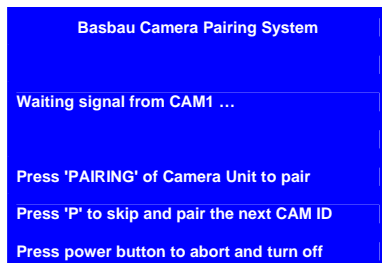 Basbau Camera Pairing System
Waiting signal from CAM1 …
Press 'PAIRING' of Camera Unit to pair
Press 'P' to skip and pair the next CAM ID
Press power button to abort and turn off